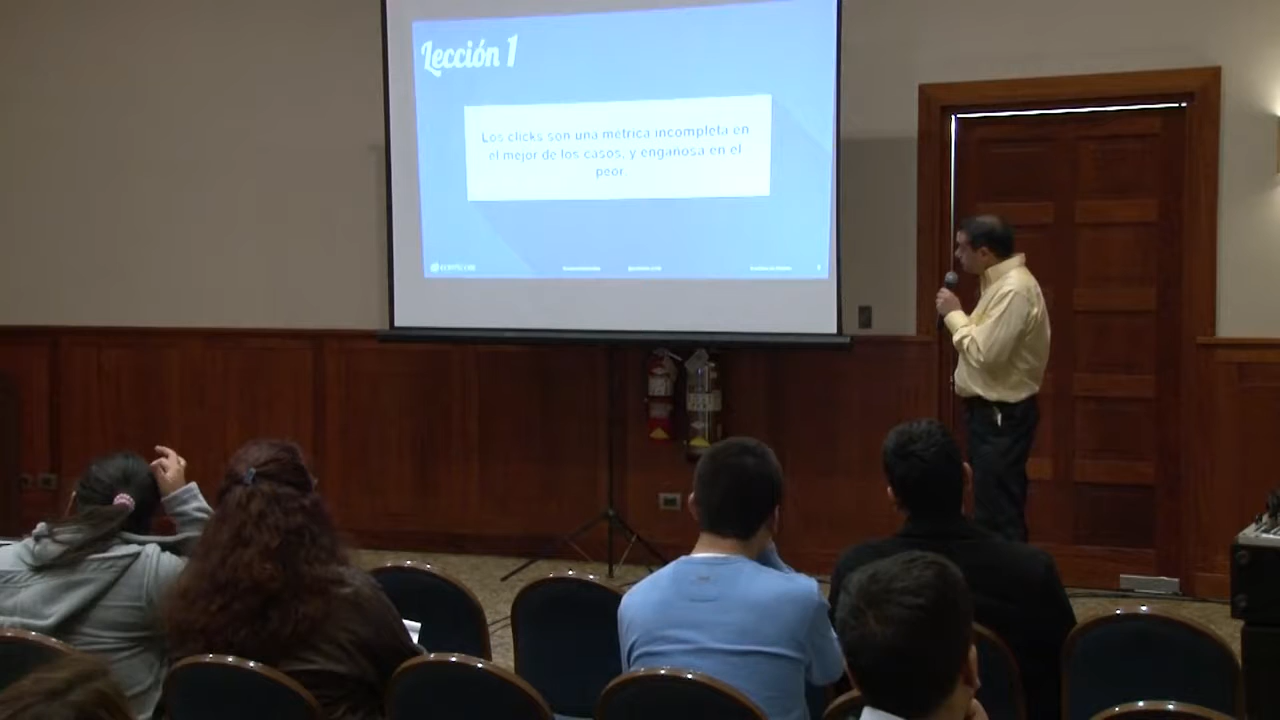 Lección 1
Los clicks son una métrica incompleta en
el mejor de los casos, y engañosa en el
peor.